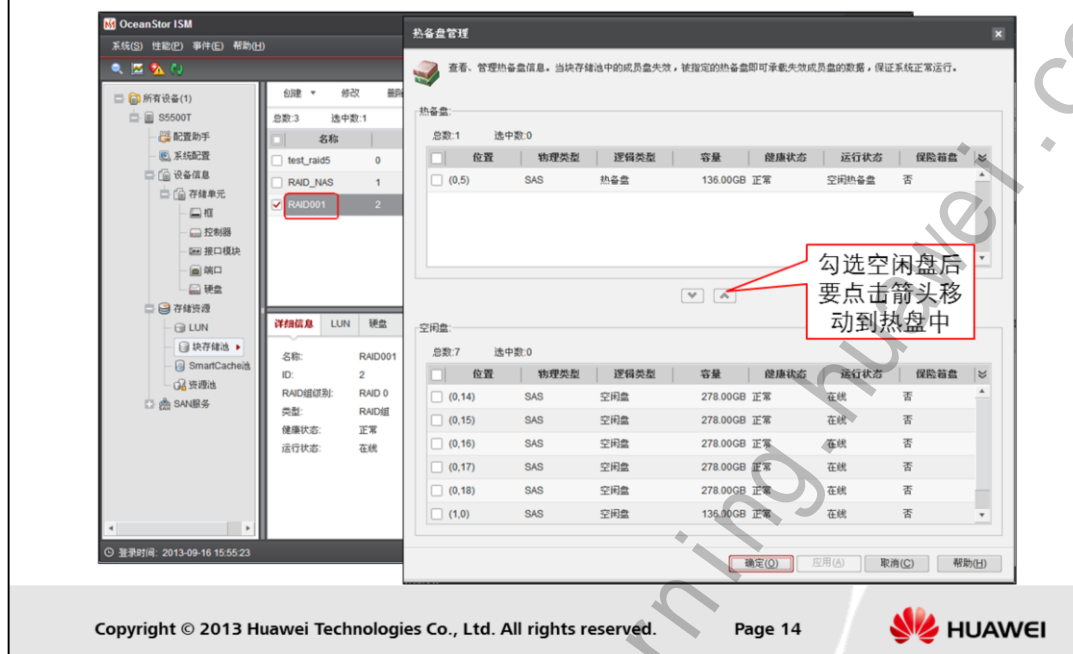 OceanStor ISM
系统(S) 性能(P) 事件(E) 帮助(H)
所有设备(1)
S5500T
配置助手
系统配置
设备信息
存储单元
框
控制器
接口模块
端口
硬盘
存储资源
LUN
块存储池
SmartCache池
资源池
SAN服务
创建 修改
总数:3 选中数:1
名称
test_raid5 0
RAID_NAS 1
RAID001 2
详细信息 LUN 硬盘
名称: RAID001
ID: 2
RAID组级别: RAID 0
类型: RAID组
健康状态: 正常
运行状态: 在线
登录时间: 2013-09-16 15:55:23
热备盘管理
查看、管理热备盘信息。当块存储池中的成员盘失效，被指定的热备盘即可承载失效成员盘的数据，保证系统正常运行。
热备盘:
总数:1 选中数:0
位置 物理类型 逻辑类型 容量 健康状态 运行状态 保险箱盘
(0,5) SAS 热备盘 136.00GB 正常 空闲热备盘 否
勾选空闲盘后
要点击箭头移
动到热盘中
空闲盘:
总数:7 选中数:0
位置 物理类型 逻辑类型 容量 健康状态 运行状态 保险箱盘
(0,14) SAS 空闲盘 278.00GB 正常 在线 否
(0,15) SAS 空闲盘 278.00GB 正常 在线 否
(0,16) SAS 空闲盘 278.00GB 正常 在线 否
(0,17) SAS 空闲盘 278.00GB 正常 在线 否
(0,18) SAS 空闲盘 278.00GB 正常 在线 否
(1,0) SAS 空闲盘 136.00GB 正常 在线 否
确定(O) 应用(A) 取消(C) 帮助(H)
Copyright © 2013 Huawei Technologies Co., Ltd. All rights reserved. Page 14
HUAWEI
rning.huawei.co